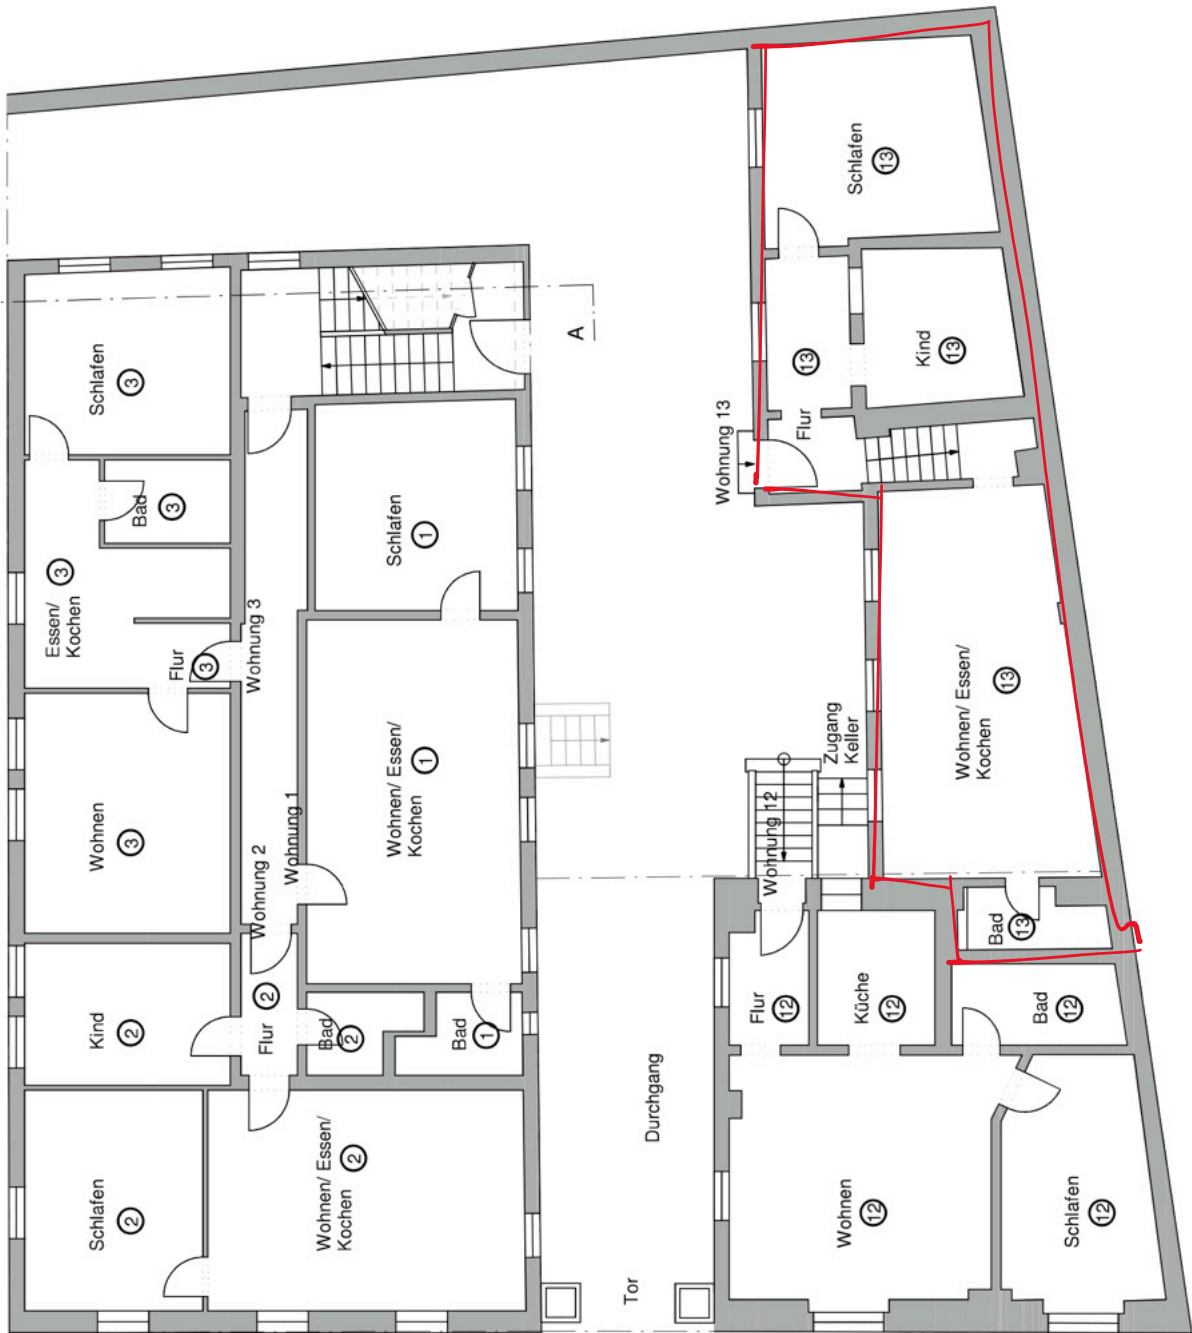 Schlafen
3
Bad
3
Essen/
Kochen
3
Flur
3
Wohnung 3
Wohnen
3
Kind
2
Schlafen
2
Wohnung 2
Flur
2
Bad
2
Wohnen/ Essen/
Kochen
2
Schlafen
1
Wohnen/ Essen/
Kochen
1
Wohnung 1
Bad
1
A
Durchgang
Tor
Schlafen
13
Kind
13
Flur
13
Wohnung 13
Wohnen/ Essen/
Kochen
13
Bad
13
Zugang
Keller
Wohnung 12
Flur
12
Küche
12
Bad
12
Wohnen
12
Schlafen
12